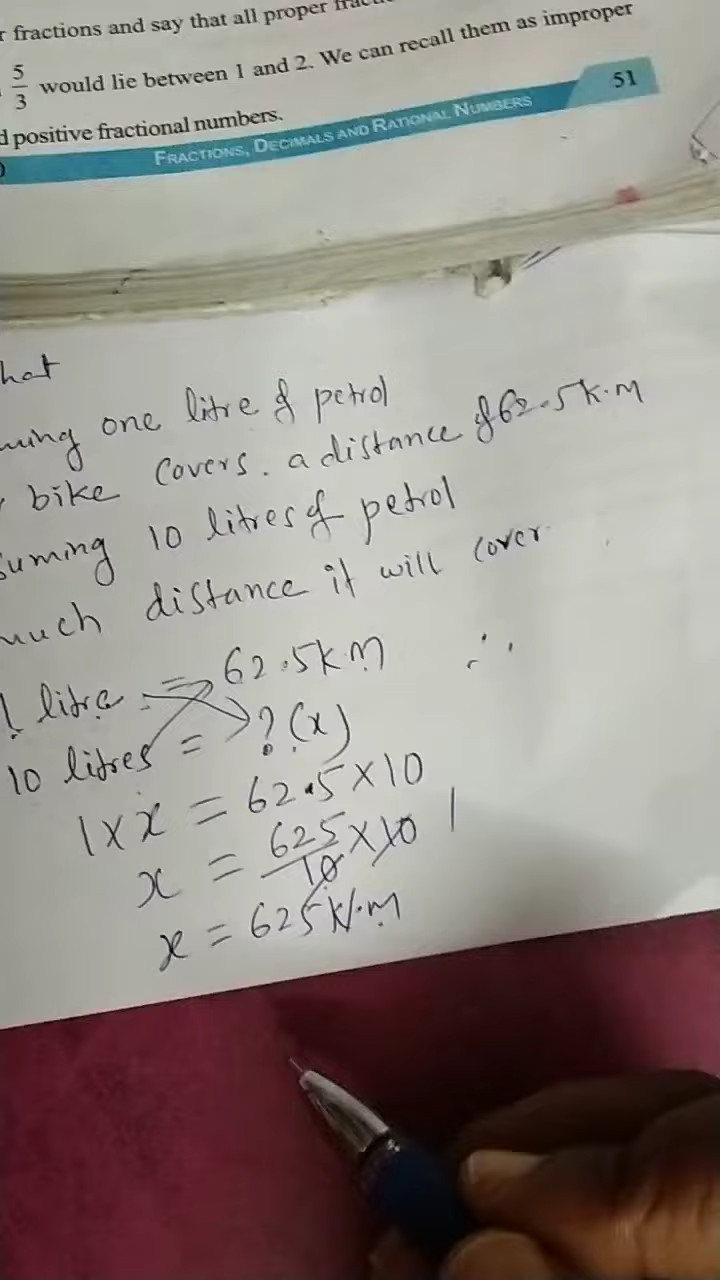 fractions and say that all proper
5/3 would lie between 1 and 2. We can recall them as improper
positive fractional numbers.
FRACTIONS, DECIMALS AND RATIONAL NUMBERS 51
hat
ming one litre of petrol
bike covers. a distance of 62.5 K.M
suming 10 litres of petrol
much distance it will cover
1 litre = 62.5 K.M ∴
10 litres = ? (x)
1 × x = 62.5 × 10
x = 625/10 × 10 1
x = 625 K.M